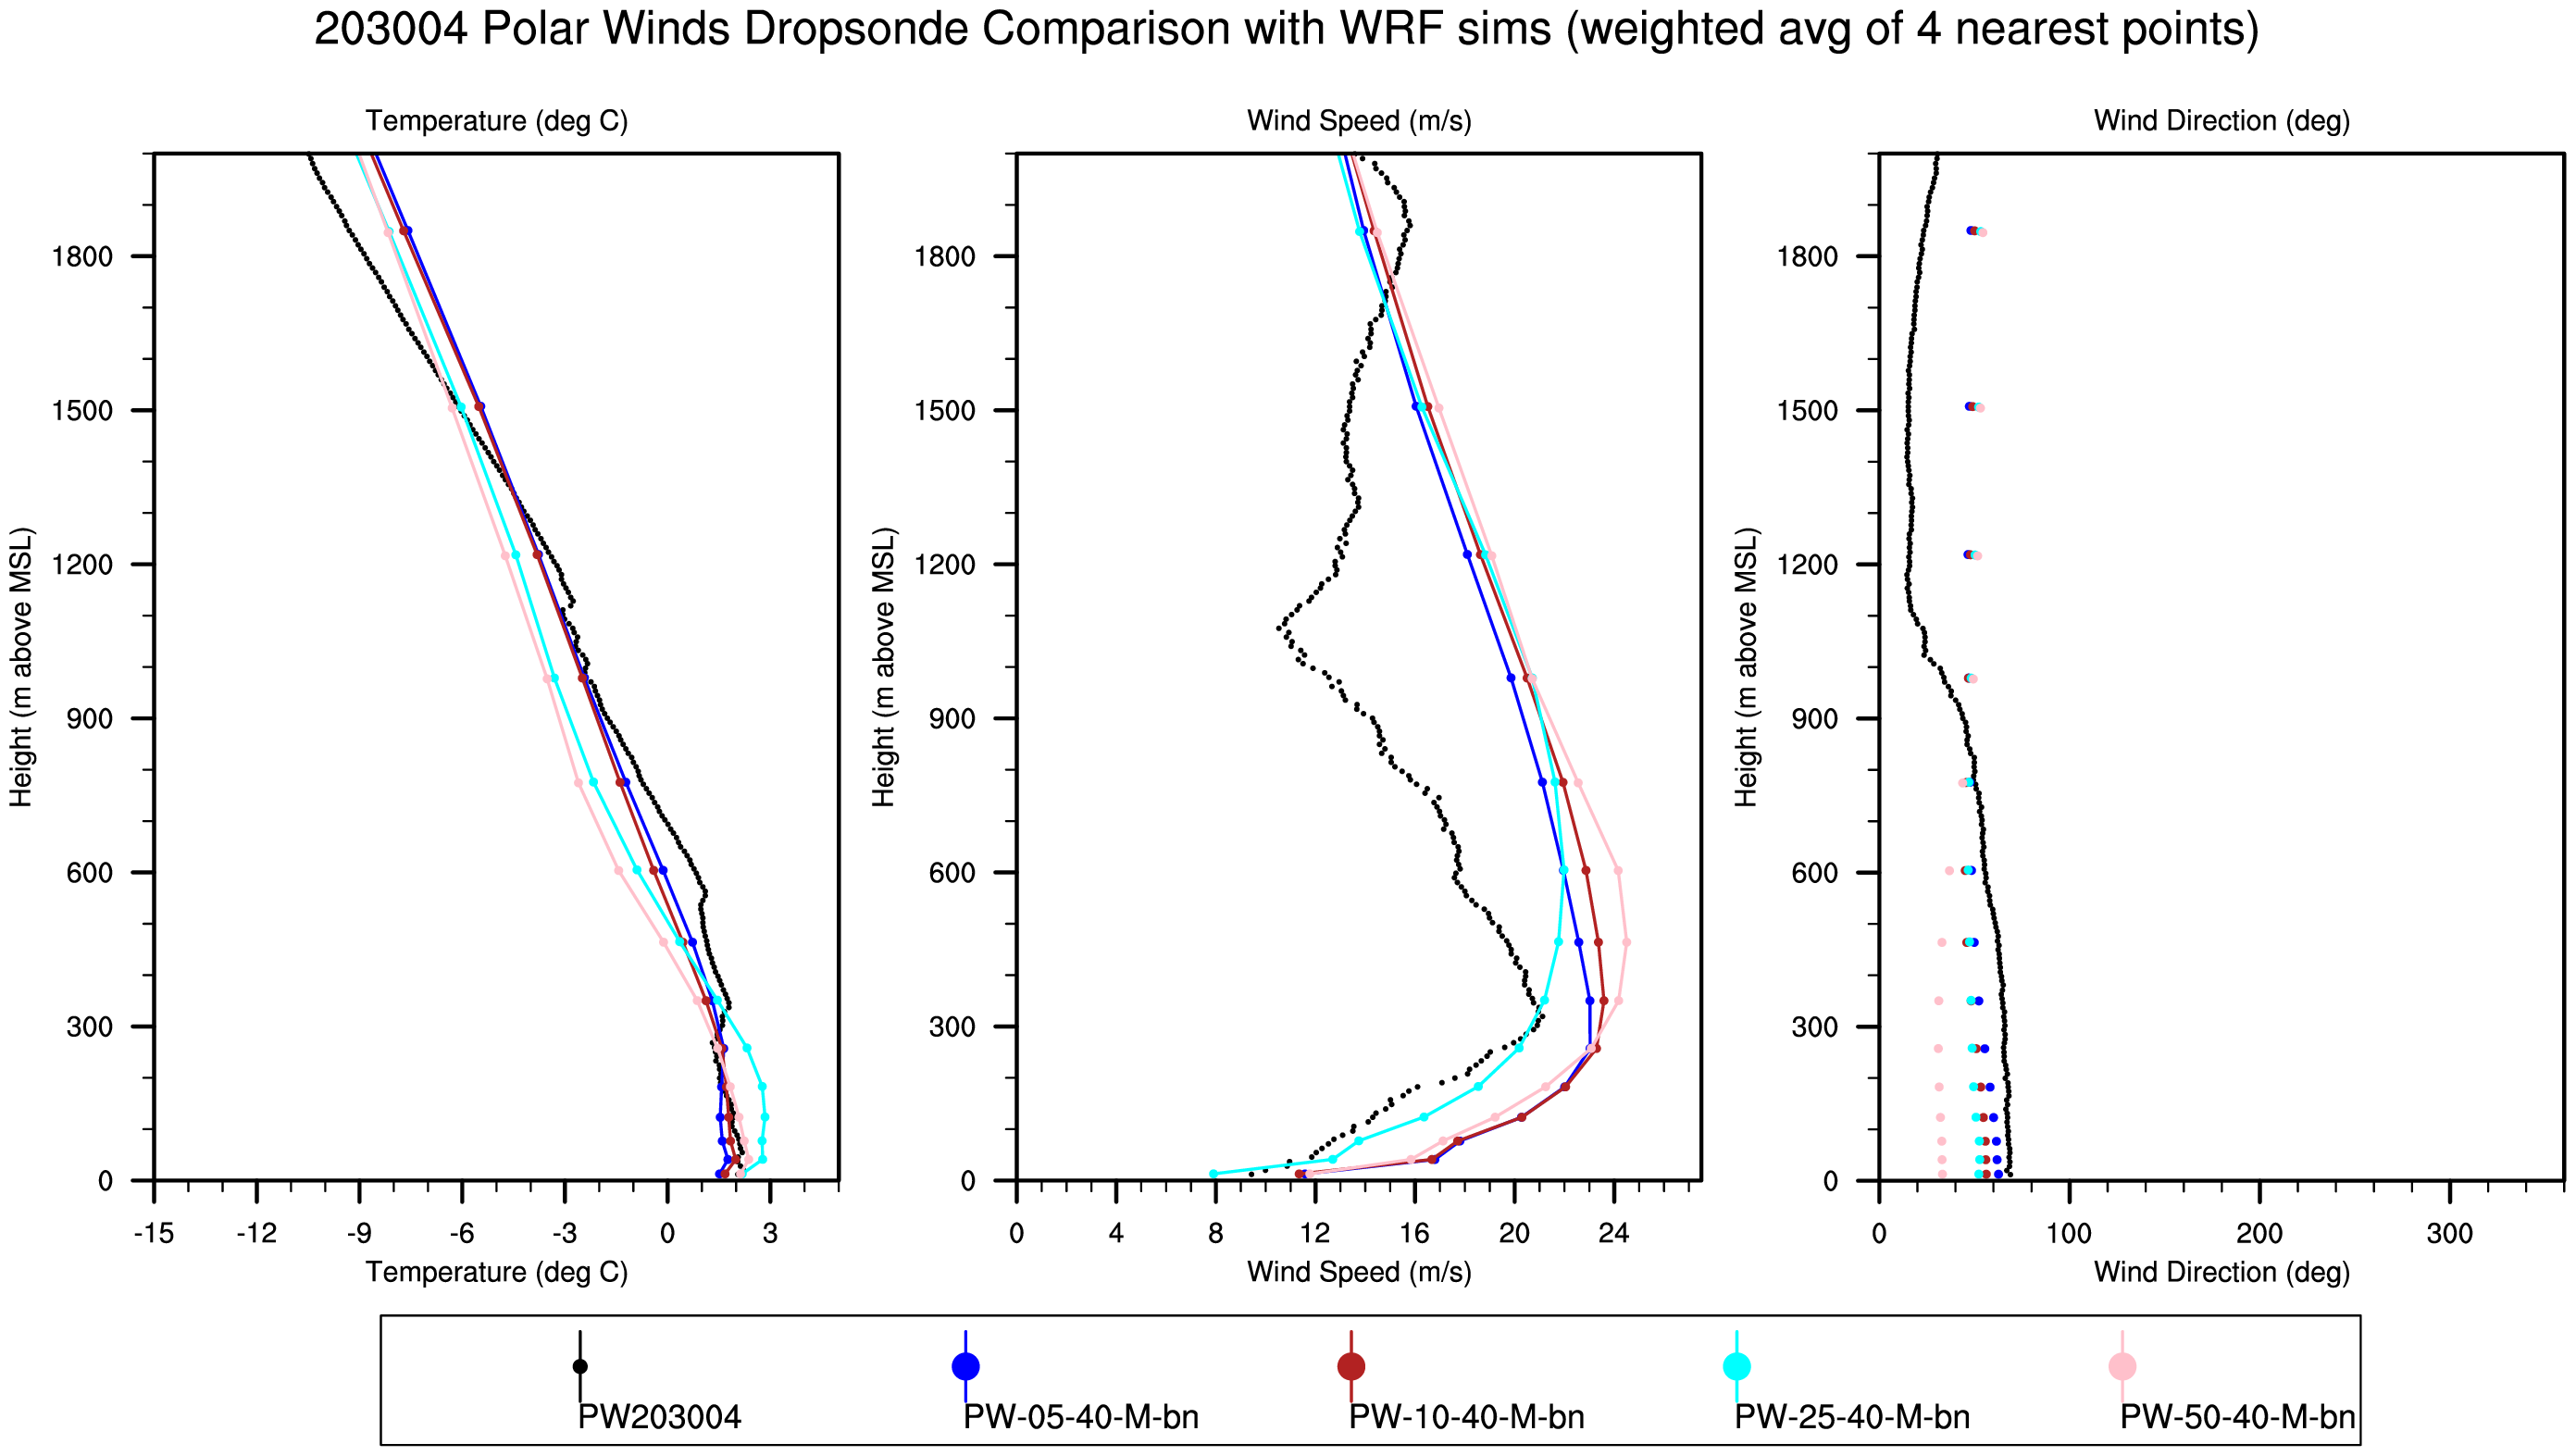 203004 Polar Winds Dropsonde Comparison with WRF sims (weighted avg of 4 nearest points)
Temperature (deg C)
Wind Speed (m/s)
Wind Direction (deg)
Height (m above MSL)
1800
1500
1200
900
600
300
0
-15 -12 -9 -6 -3 0 3
Temperature (deg C)
Height (m above MSL)
1800
1500
1200
900
600
300
0
0 4 8 12 16 20 24
Wind Speed (m/s)
Height (m above MSL)
1800
1500
1200
900
600
300
0
0 100 200 300
Wind Direction (deg)
PW203004 PW-05-40-M-bn PW-10-40-M-bn PW-25-40-M-bn PW-50-40-M-bn